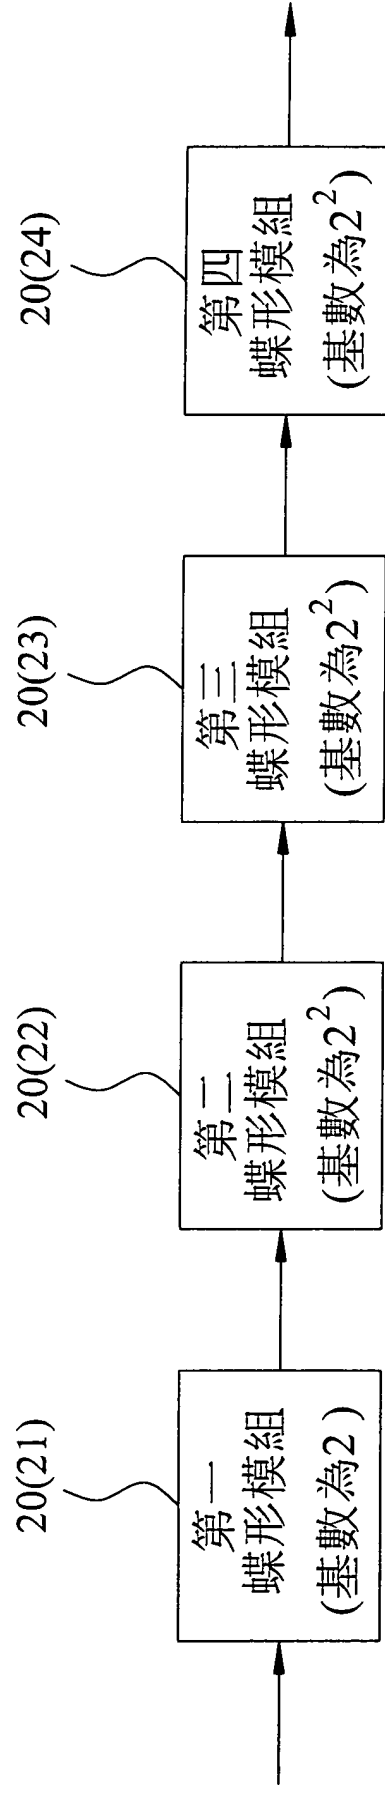 20(21)
第一
蝶形模組
(基數為2)
20(22)
第二
蝶形模組
(基數為2²)
20(23)
第三
蝶形模組
(基數為2²)
20(24)
第四
蝶形模組
(基數為2²)